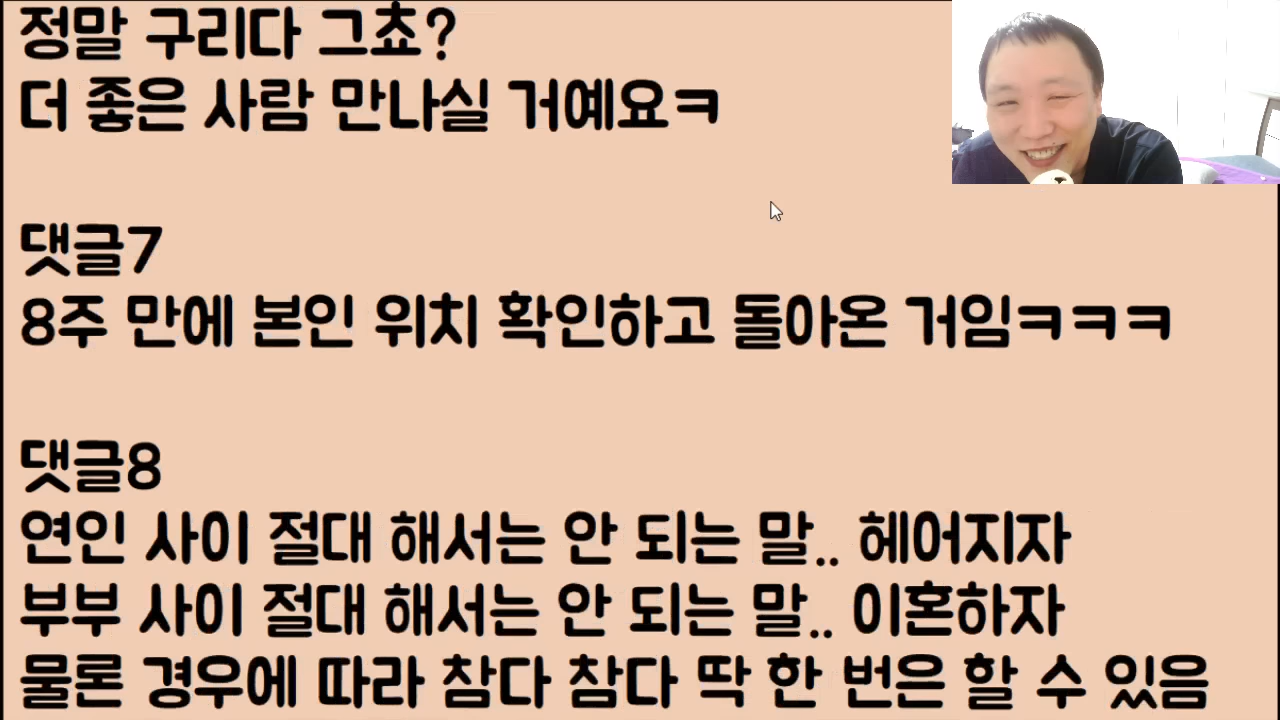 정말 구리다 그쵸?
더 좋은 사람 만나실 거예요ㅋ
댓글7
8주 만에 본인 위치 확인하고 돌아온 거임ㅋㅋㅋ
댓글8
연인 사이 절대 해서는 안 되는 말.. 헤어지자
부부 사이 절대 해서는 안 되는 말.. 이혼하자
물론 경우에 따라 참다 참다 딱 한 번은 할 수 있음